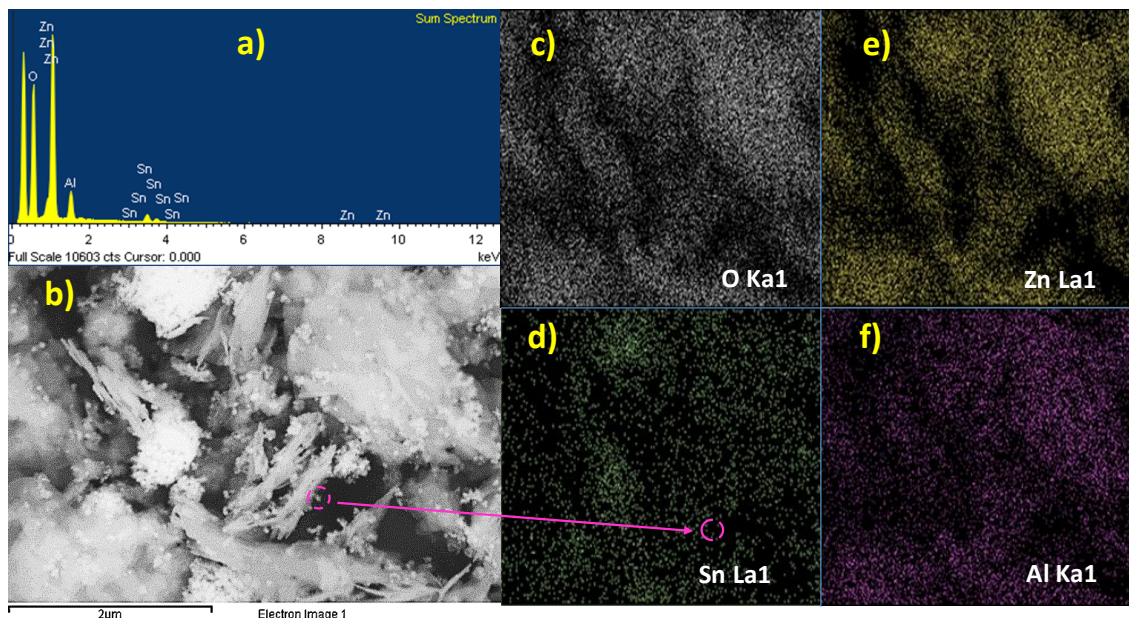 Sum Spectrum
a)
Zn
Zn
Zn
O
Al
Sn
Sn
Sn
Sn
Sn
Sn
Sn
Zn
Zn
0 2 4 6 8 10 12
Full Scale 10603 cts Cursor: 0.000 keV
b)
2µm
Electron Image 1
c)
O Ka1
e)
Zn La1
d)
Sn La1
f)
Al Ka1